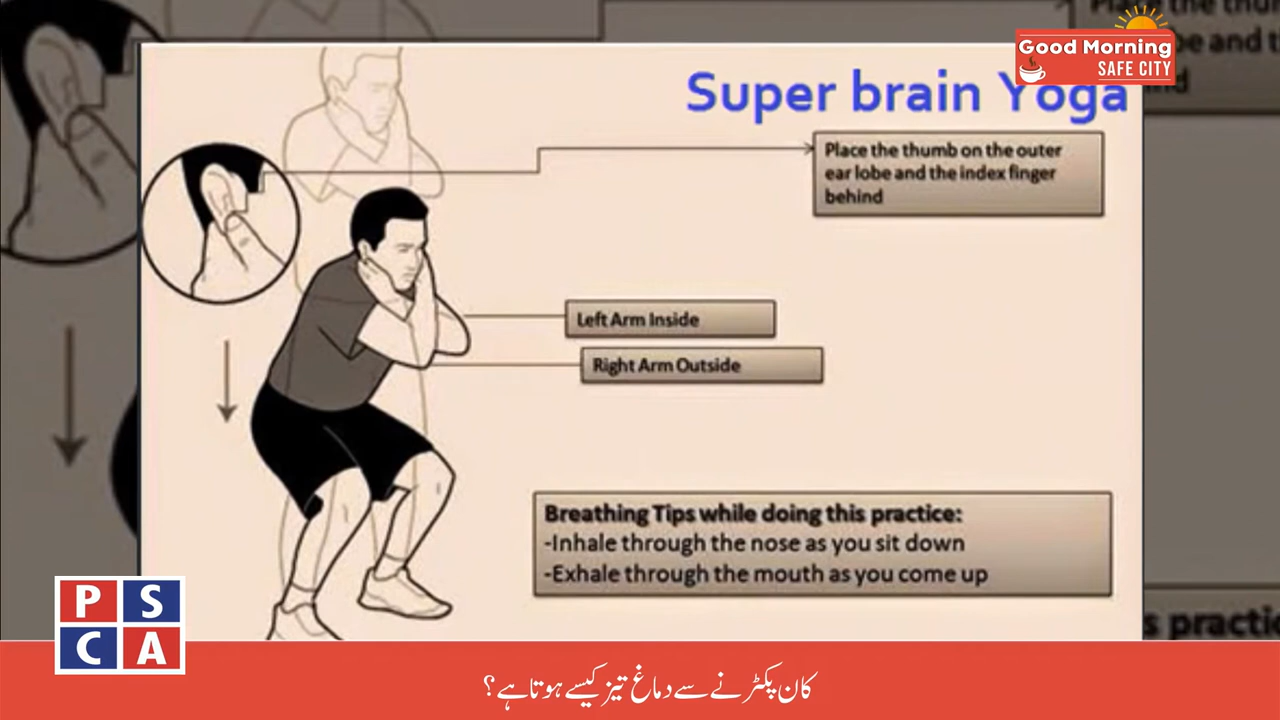 Good Morning
SAFE CITY
Super brain Yoga
Place the thumb on the outer
ear lobe and the index finger
behind
Left Arm Inside
Right Arm Outside
Breathing Tips while doing this practice:
-Inhale through the nose as you sit down
-Exhale through the mouth as you come up
s practic
P S
C A
کان پکڑنے سے دماغ تیز کیسے ہوتا ہے؟